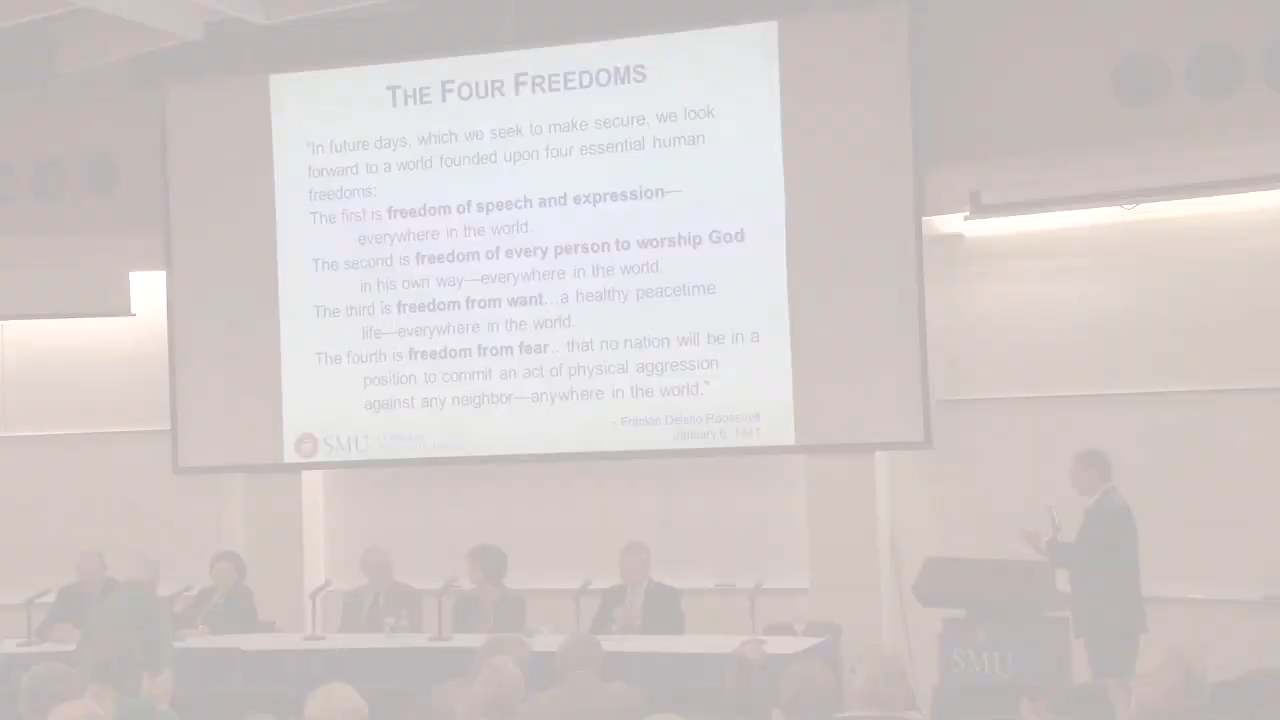 THE FOUR FREEDOMS
"In future days, which we seek to make secure, we look
forward to a world founded upon four essential human
freedoms:
The first is freedom of speech and expression—
everywhere in the world.
The second is freedom of every person to worship God
in his own way—everywhere in the world.
The third is freedom from want...a healthy peacetime
life—everywhere in the world.
The fourth is freedom from fear...that no nation will be in a
position to commit an act of physical aggression
against any neighbor—anywhere in the world."
- Franklin Delano Roosevelt
January 6, 1941
SMU
SMU